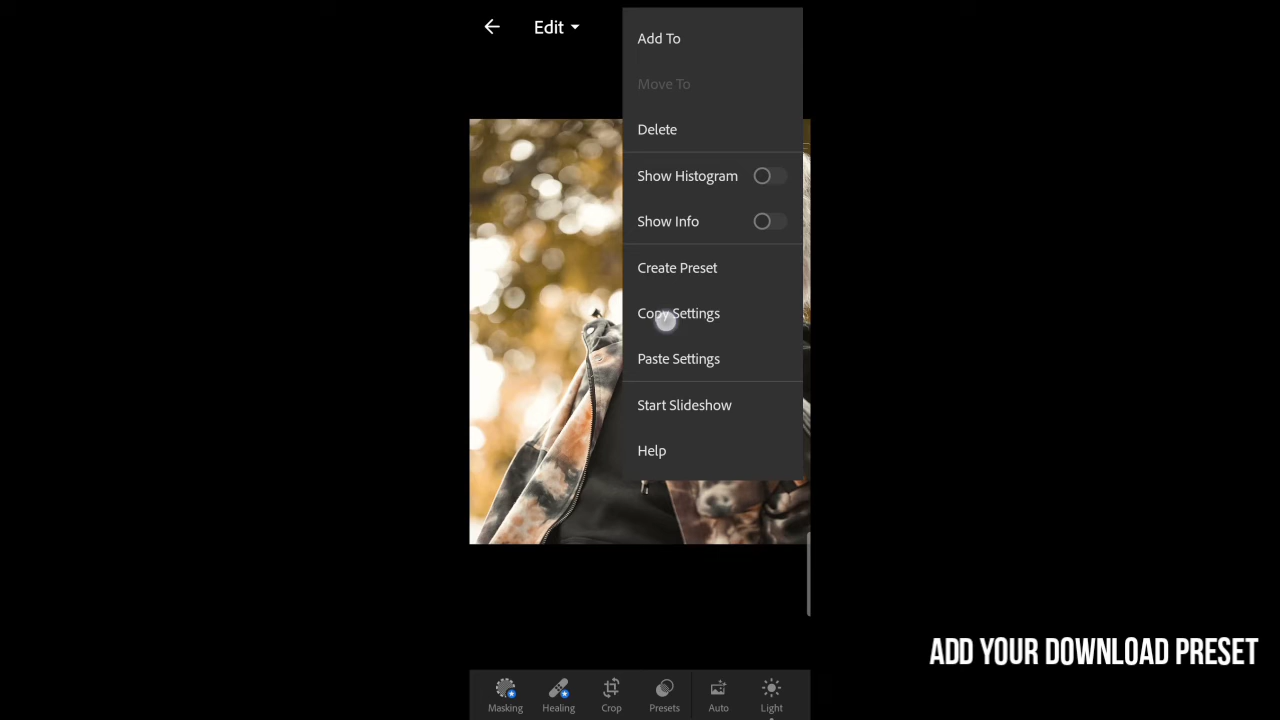 Edit
Add To
Move To
Delete
Show Histogram
Show Info
Create Preset
Copy Settings
Paste Settings
Start Slideshow
Help
ADD YOUR DOWNLOAD PRESET
Masking Healing Crop Presets Auto Light